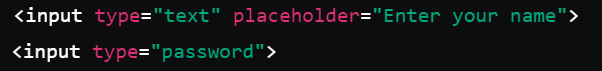 <input type="text" placeholder="Enter your name">
<input type="password">